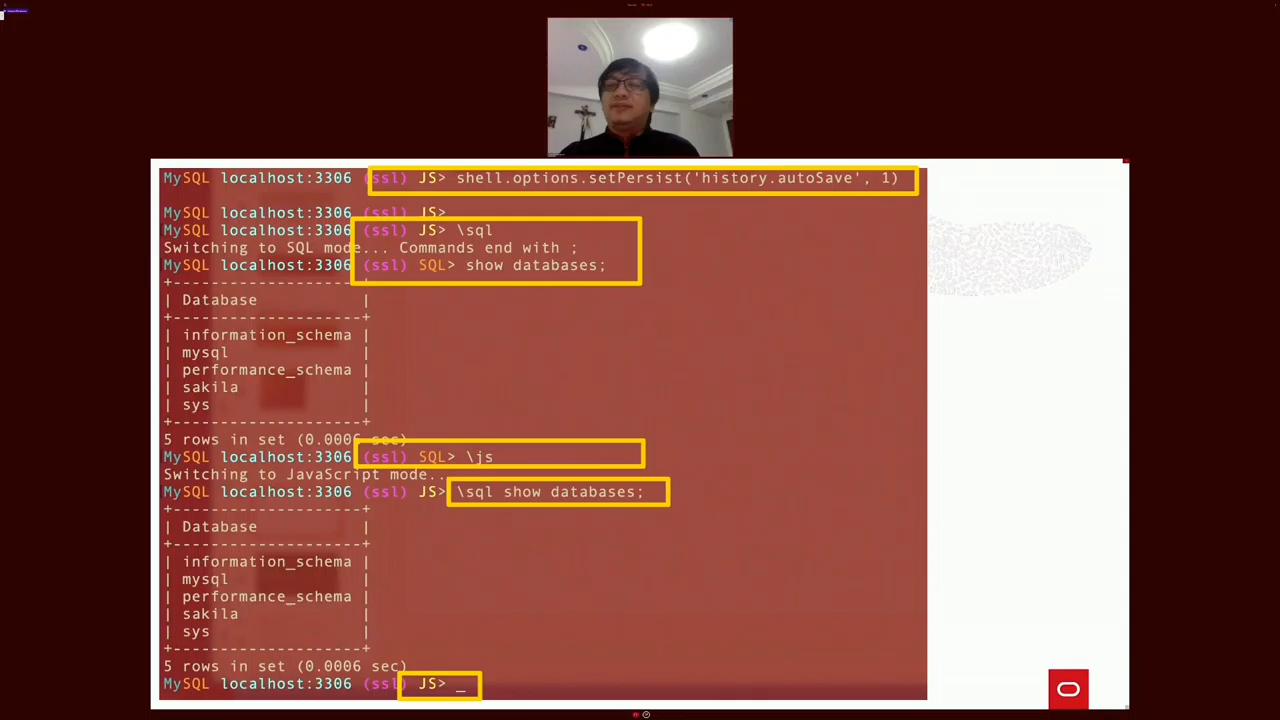 MySQL localhost:3306 (ssl) JS> shell.options.setPersist('history.autoSave', 1)
MySQL localhost:3306 (ssl) JS>
MySQL localhost:3306 (ssl) JS> \sql
Switching to SQL mode... Commands end with ;
MySQL localhost:3306 (ssl) SQL> show databases;
+--------------------+
| Database           |
+--------------------+
| information_schema |
| mysql              |
| performance_schema |
| sakila             |
| sys                |
+--------------------+
5 rows in set (0.0006 sec)
MySQL localhost:3306 (ssl) SQL> \js
Switching to JavaScript mode...
MySQL localhost:3306 (ssl) JS> \sql show databases;
+--------------------+
| Database           |
+--------------------+
| information_schema |
| mysql              |
| performance_schema |
| sakila             |
| sys                |
+--------------------+
5 rows in set (0.0006 sec)
MySQL localhost:3306 (ssl) JS> _